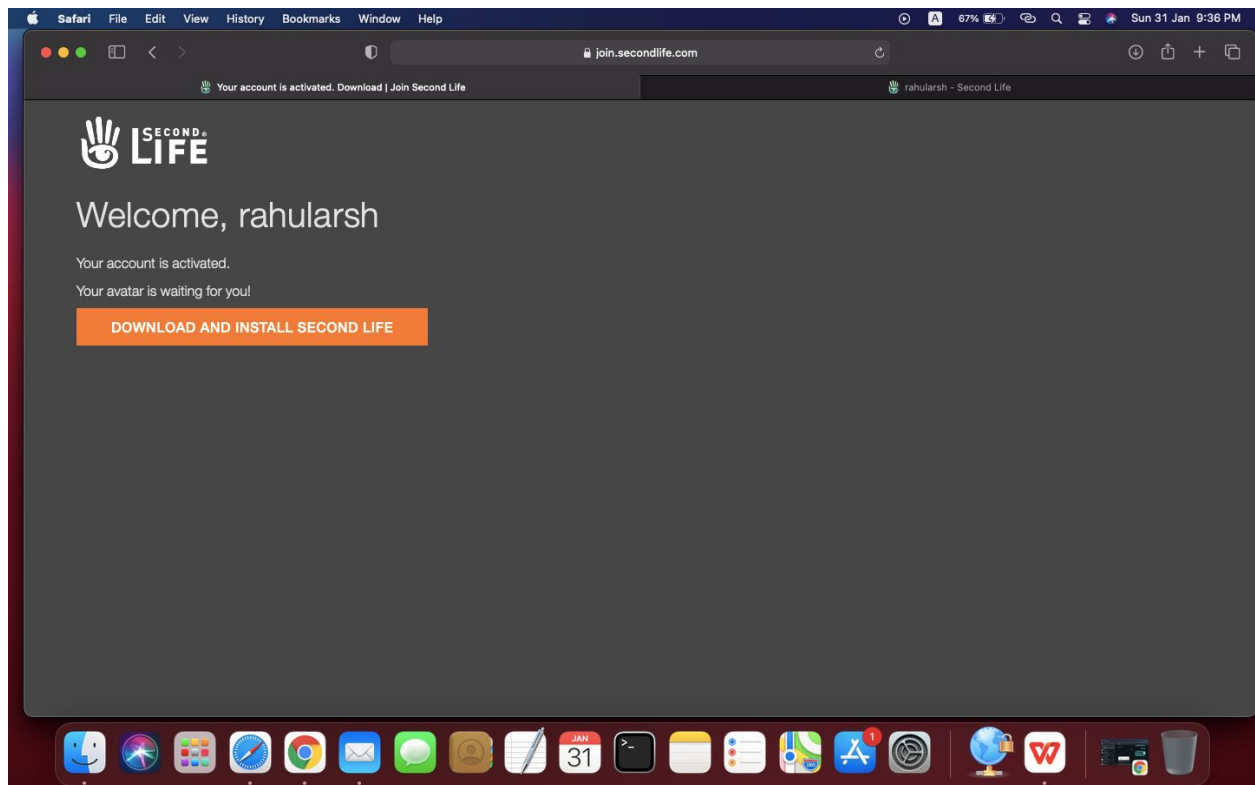 Safari File Edit View History Bookmarks Window Help A 67% Sun 31 Jan 9:36 PM
join.secondlife.com
Your account is activated. Download | Join Second Life
rahularsh - Second Life
SECOND®
LIFE
Welcome, rahularsh
Your account is activated.
Your avatar is waiting for you!
DOWNLOAD AND INSTALL SECOND LIFE
JAN
31
>_
1
W